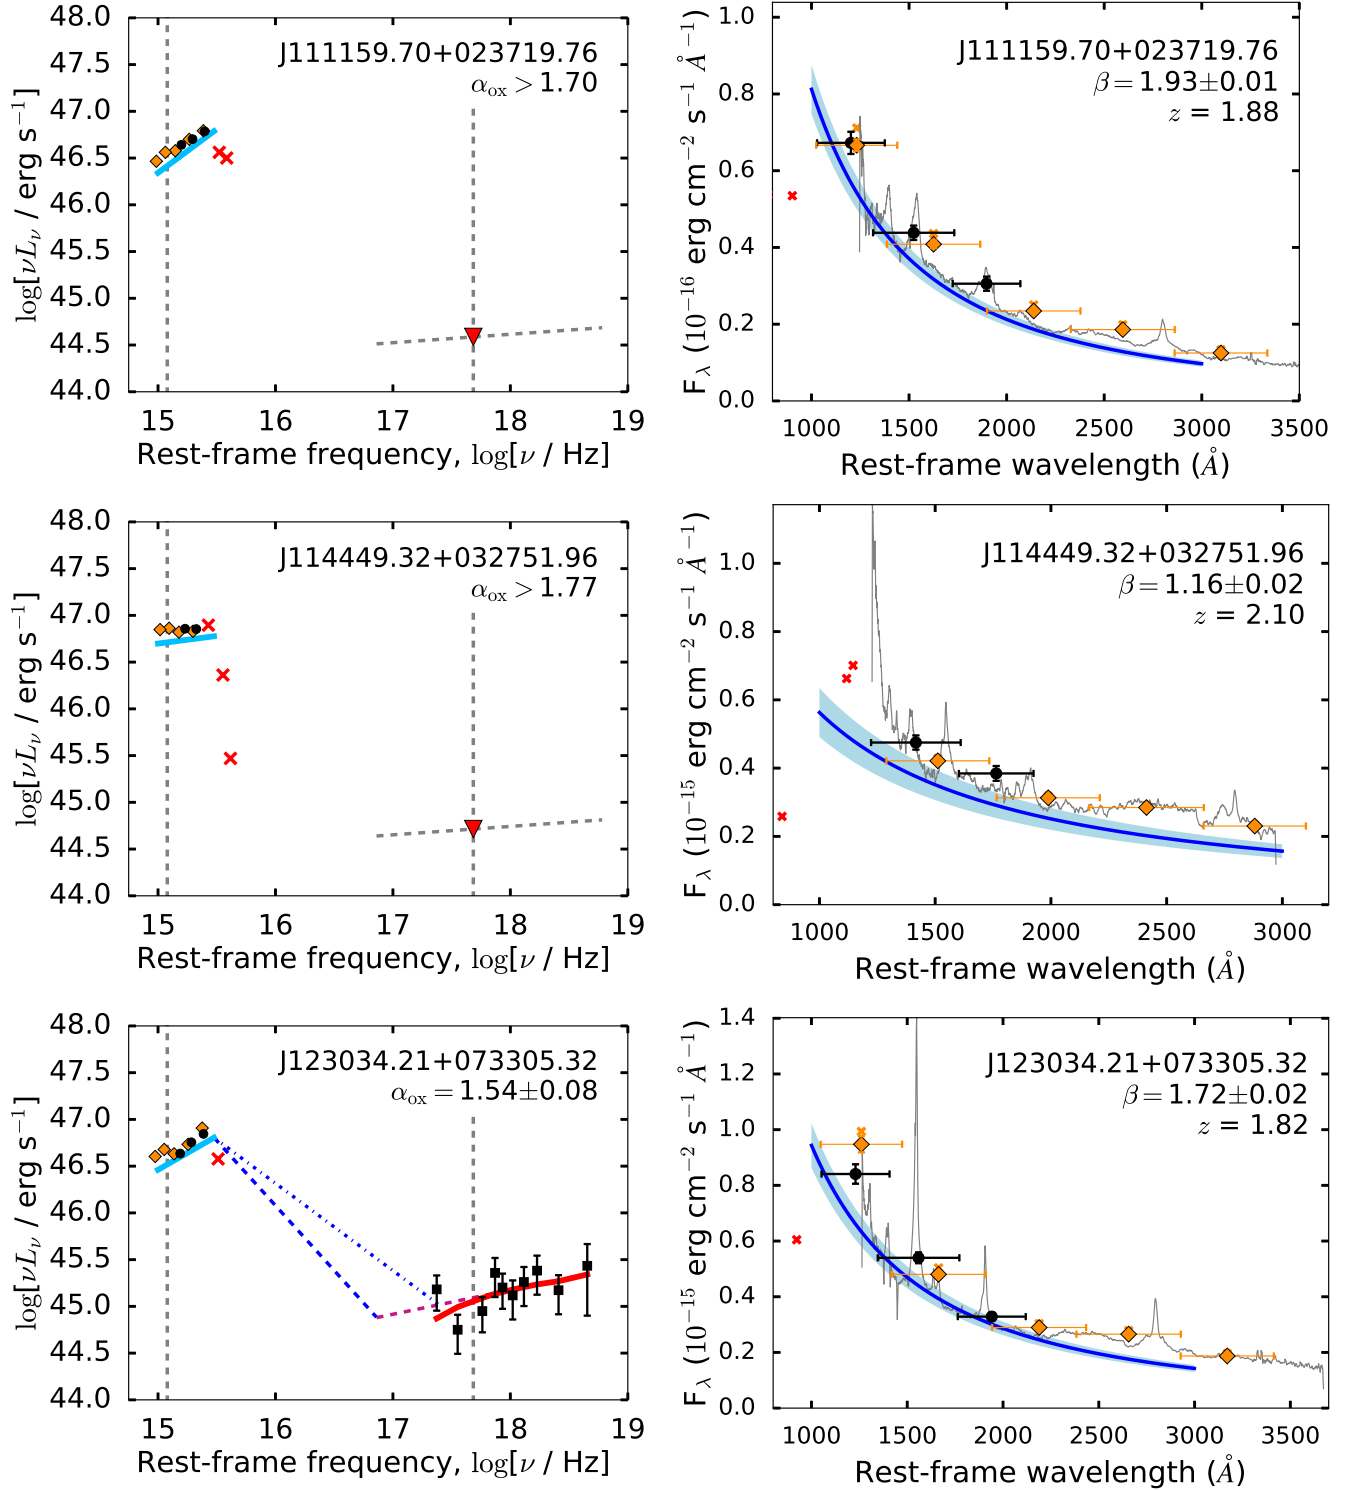 48.0
47.5
47.0
46.5
46.0
45.5
45.0
44.5
44.0
log[νL_ν / erg s⁻¹]
J111159.70+023719.76
α_ox > 1.70
15 16 17 18 19
Rest-frame frequency, log[ν / Hz]
1.0
0.8
0.6
0.4
0.2
0.0
F_λ (10⁻¹⁶ erg cm⁻² s⁻¹ Å⁻¹)
J111159.70+023719.76
β = 1.93±0.01
z = 1.88
1000 1500 2000 2500 3000 3500
Rest-frame wavelength (Å)
48.0
47.5
47.0
46.5
46.0
45.5
45.0
44.5
44.0
log[νL_ν / erg s⁻¹]
J114449.32+032751.96
α_ox > 1.77
15 16 17 18 19
Rest-frame frequency, log[ν / Hz]
1.0
0.8
0.6
0.4
0.2
0.0
F_λ (10⁻¹⁵ erg cm⁻² s⁻¹ Å⁻¹)
J114449.32+032751.96
β = 1.16±0.02
z = 2.10
1000 1500 2000 2500 3000
Rest-frame wavelength (Å)
48.0
47.5
47.0
46.5
46.0
45.5
45.0
44.5
44.0
log[νL_ν / erg s⁻¹]
J123034.21+073305.32
α_ox = 1.54±0.08
15 16 17 18 19
Rest-frame frequency, log[ν / Hz]
1.4
1.2
1.0
0.8
0.6
0.4
0.2
0.0
F_λ (10⁻¹⁵ erg cm⁻² s⁻¹ Å⁻¹)
J123034.21+073305.32
β = 1.72±0.02
z = 1.82
1000 1500 2000 2500 3000 3500
Rest-frame wavelength (Å)